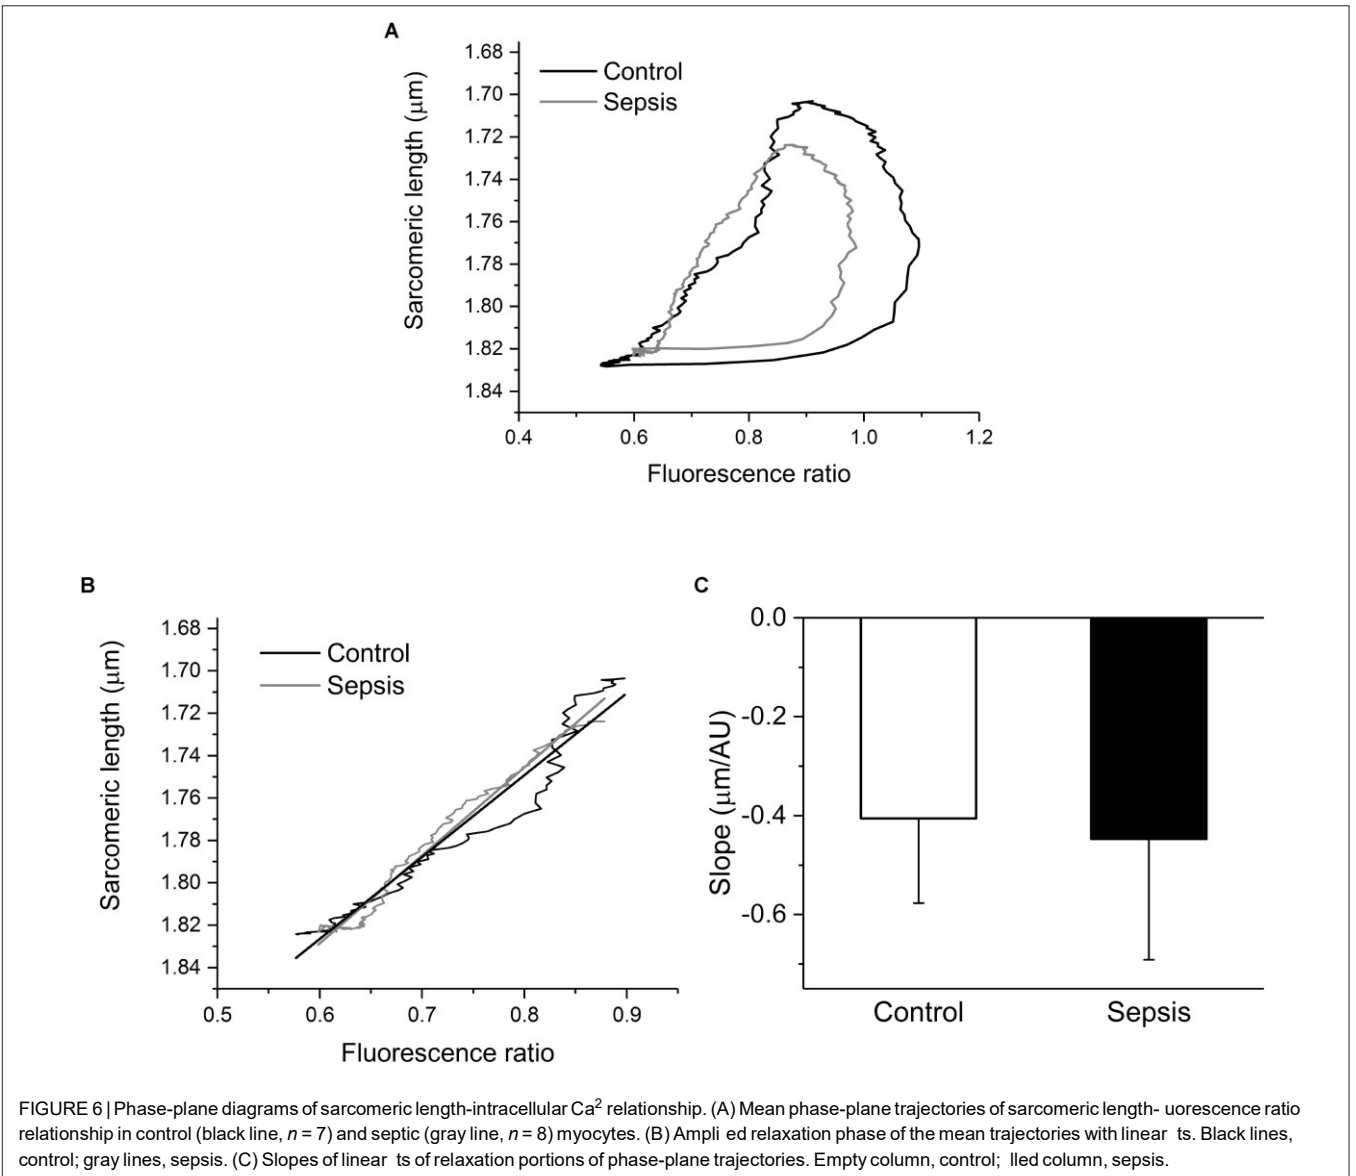 A
1.68
1.70
1.72
1.74
1.76
1.78
1.80
1.82
1.84
Sarcomeric length (μm)
Control
Sepsis
0.4 0.6 0.8 1.0 1.2
Fluorescence ratio
B
1.68
1.70
1.72
1.74
1.76
1.78
1.80
1.82
1.84
Sarcomeric length (μm)
Control
Sepsis
0.5 0.6 0.7 0.8 0.9
Fluorescence ratio
C
0.0
-0.2
-0.4
-0.6
Slope (μm/AU)
Control Sepsis
FIGURE 6 | Phase-plane diagrams of sarcomeric length-intracellular Ca² relationship. (A) Mean phase-plane trajectories of sarcomeric length- uorescence ratio
relationship in control (black line, n = 7) and septic (gray line, n = 8) myocytes. (B) Ampli ed relaxation phase of the mean trajectories with linear ts. Black lines,
control; gray lines, sepsis. (C) Slopes of linear ts of relaxation portions of phase-plane trajectories. Empty column, control; lled column, sepsis.